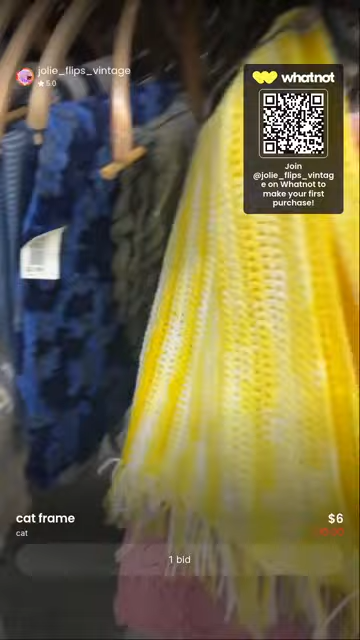 jolie_flips_vintage
5.0
whatnot
Join
@jolie_flips_vintag
e on Whatnot to
make your first
purchase!
cat frame
$6
cat
1 bid